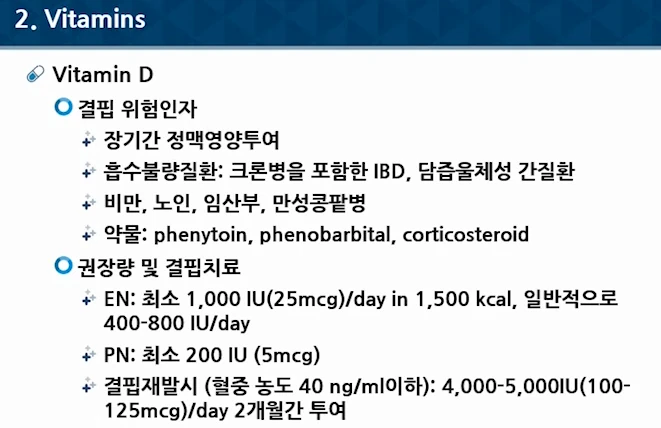 2. Vitamins
Vitamin D
결핍 위험인자
장기간 정맥영양투여
흡수불량질환: 크론병을 포함한 IBD, 담즙울체성 간질환
비만, 노인, 임산부, 만성콩팥병
약물: phenytoin, phenobarbital, corticosteroid
권장량 및 결핍치료
EN: 최소 1,000 IU(25mcg)/day in 1,500 kcal, 일반적으로
400-800 IU/day
PN: 최소 200 IU (5mcg)
결핍재발시 (혈중 농도 40 ng/ml이하): 4,000-5,000IU(100-
125mcg)/day 2개월간 투여